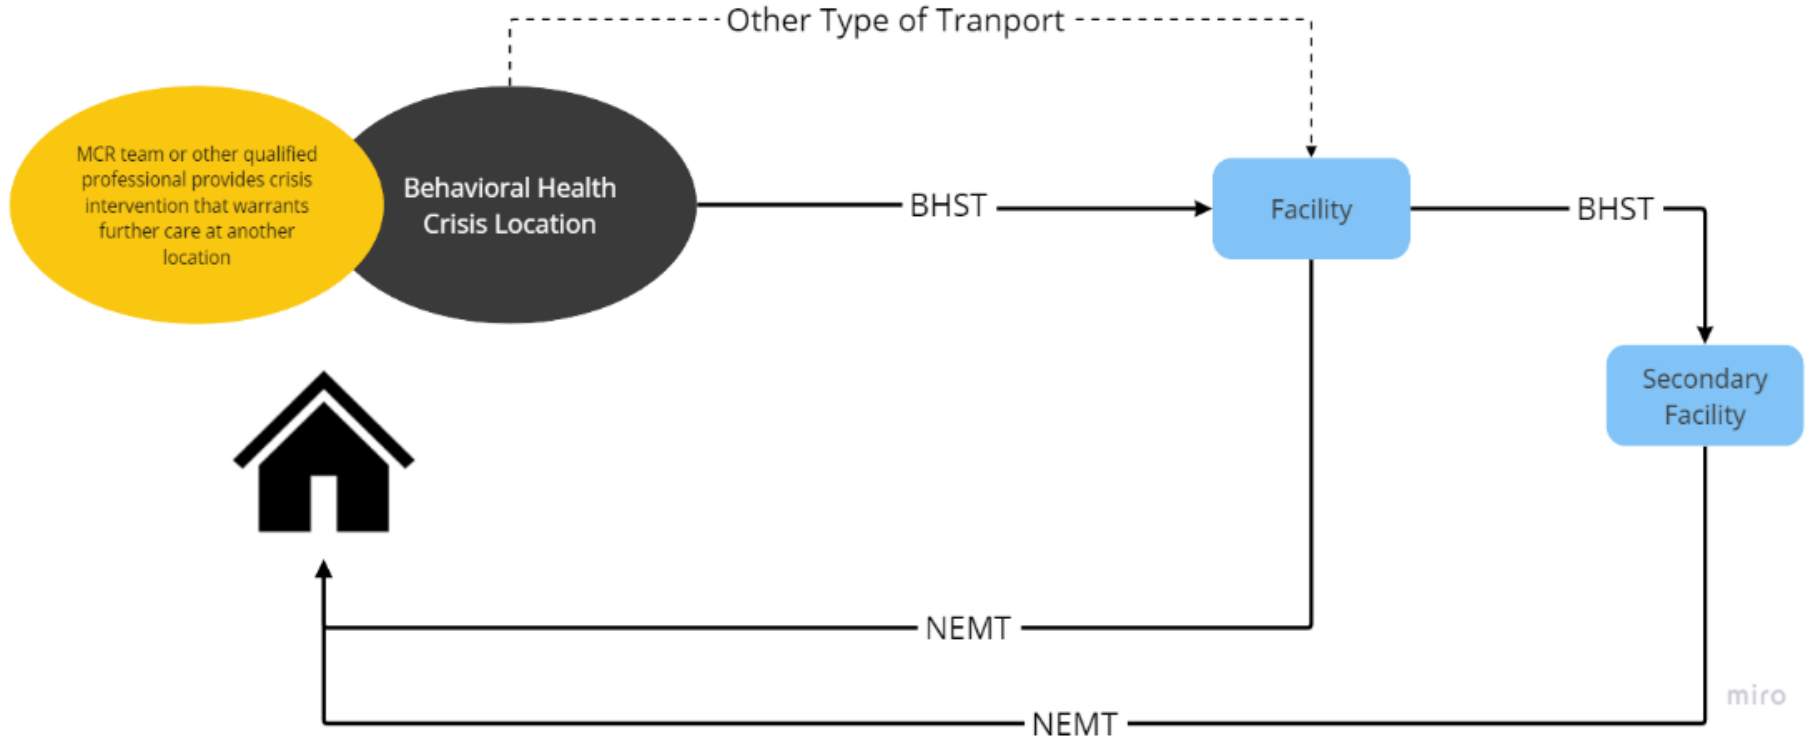 Other Type of Tranport
MCR team or other qualified
professional provides crisis
intervention that warrants
further care at another
location
Behavioral Health
Crisis Location
BHST
Facility
BHST
Secondary
Facility
NEMT
NEMT
miro